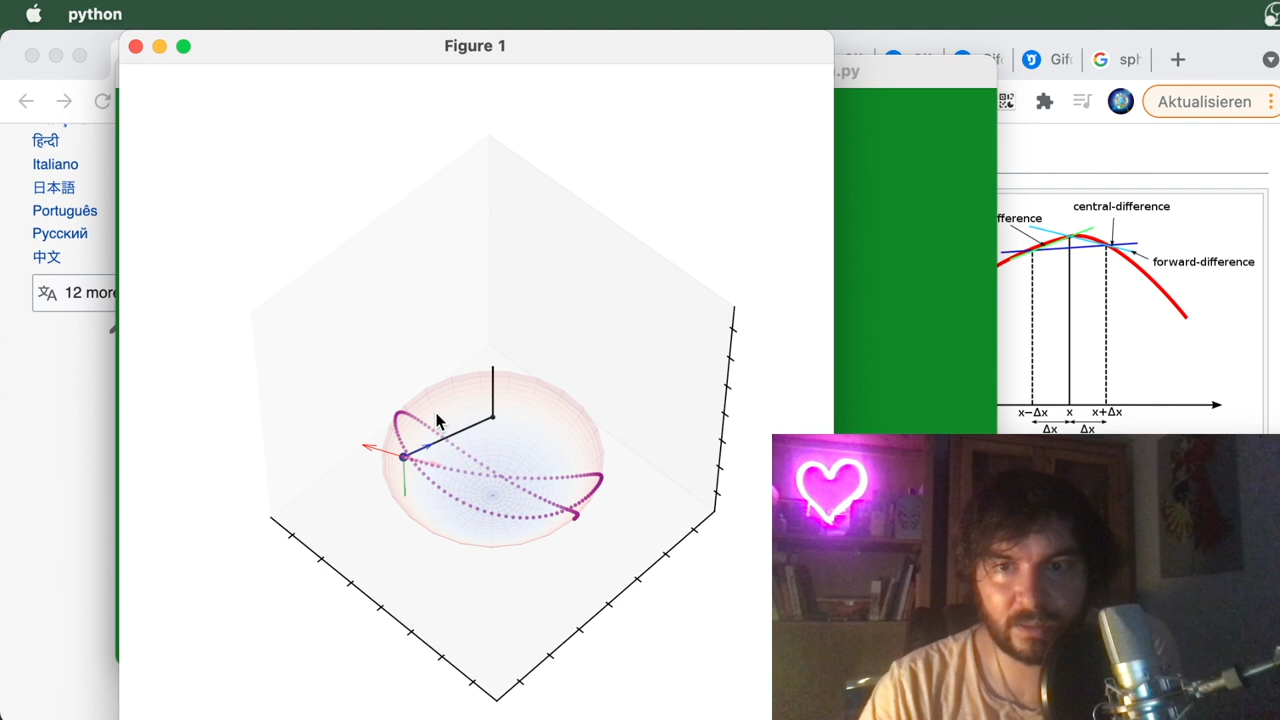 python
Figure 1
.py
Gif
sph
Aktualisieren
हिन्दी
Italiano
日本語
Português
Русский
中文
12 more
fference
central-difference
forward-difference
x−Δx
x
x+Δx
Δx
Δx